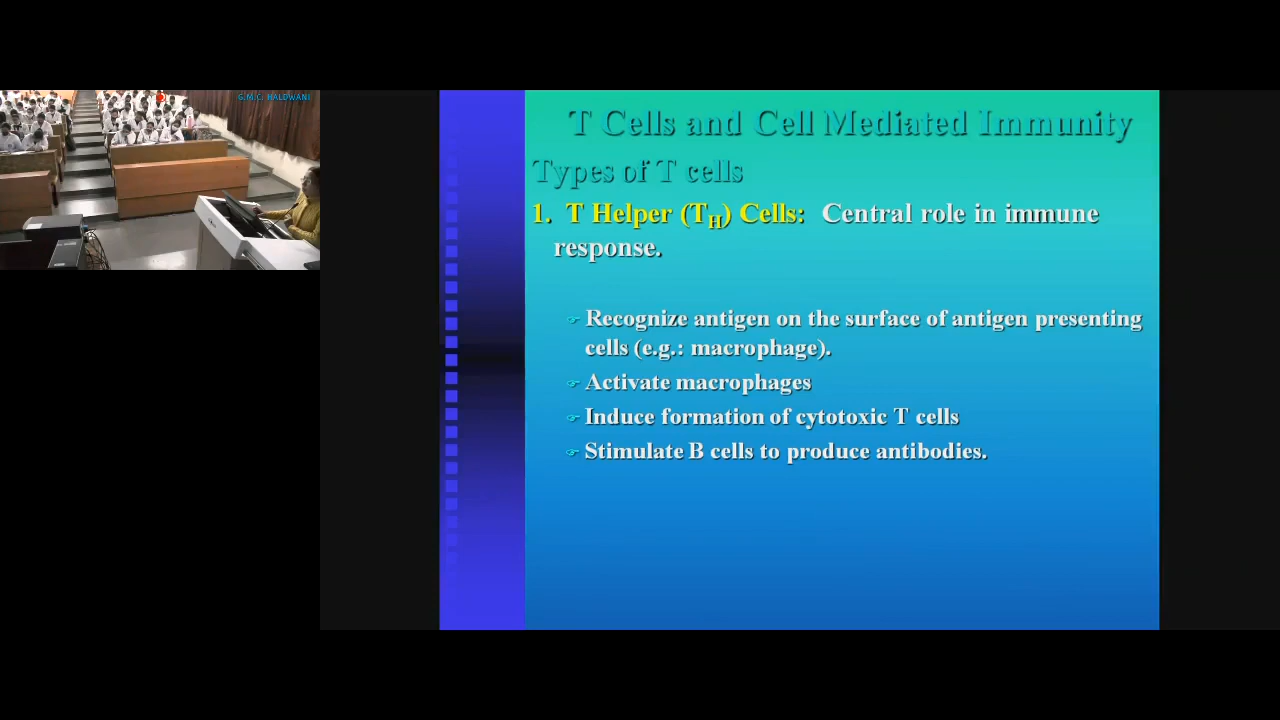 G.M.C. HALDWANI
T Cells and Cell Mediated Immunity
Types of T cells
1. T Helper (TH) Cells: Central role in immune
response.
Recognize antigen on the surface of antigen presenting
cells (e.g.: macrophage).
Activate macrophages
Induce formation of cytotoxic T cells
Stimulate B cells to produce antibodies.